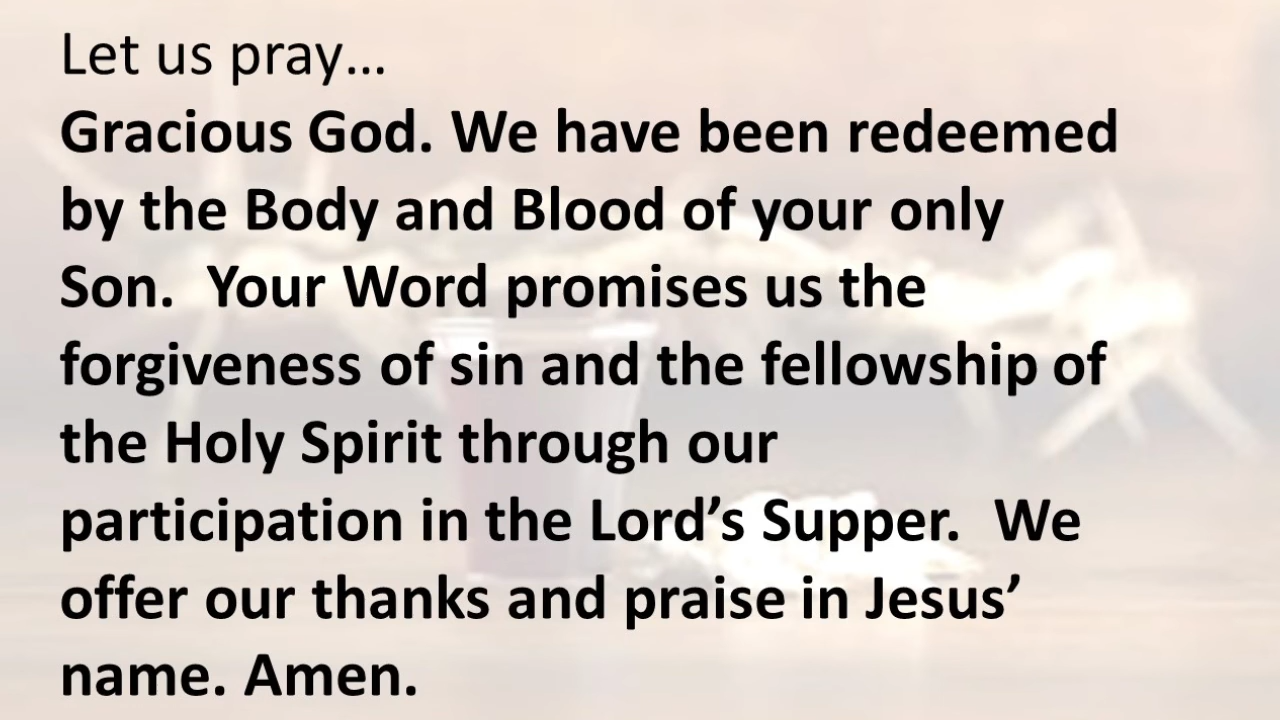 Let us pray…
Gracious God. We have been redeemed
by the Body and Blood of your only
Son.  Your Word promises us the
forgiveness of sin and the fellowship of
the Holy Spirit through our
participation in the Lord’s Supper.  We
offer our thanks and praise in Jesus’
name. Amen.